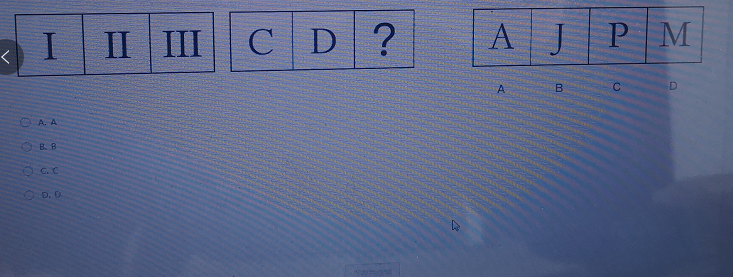 I II III C D ? A J P M
A B C D
A. A
B. B
C. C
D. D